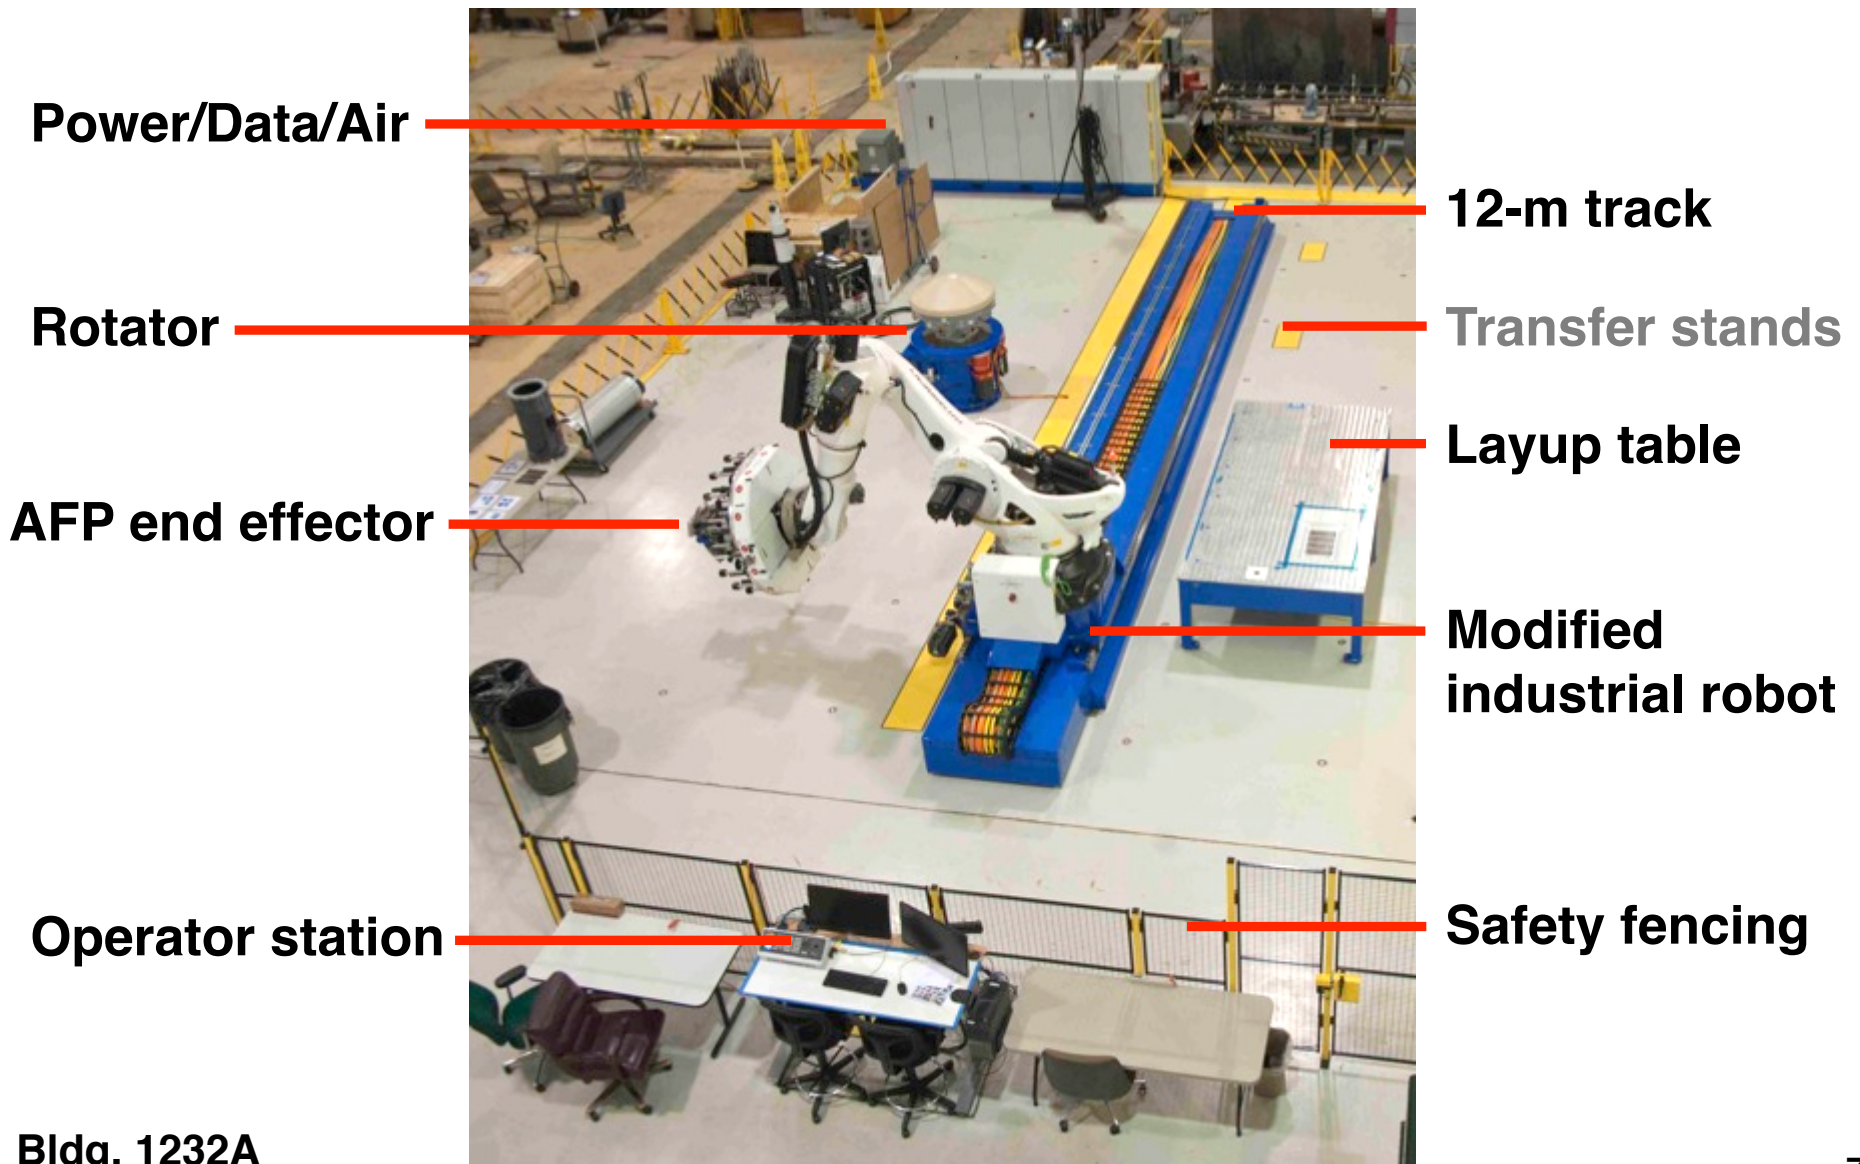 Power/Data/Air
12-m track
Rotator
Transfer stands
Layup table
AFP end effector
Modified
industrial robot
Operator station
Safety fencing
Bldg. 1232A